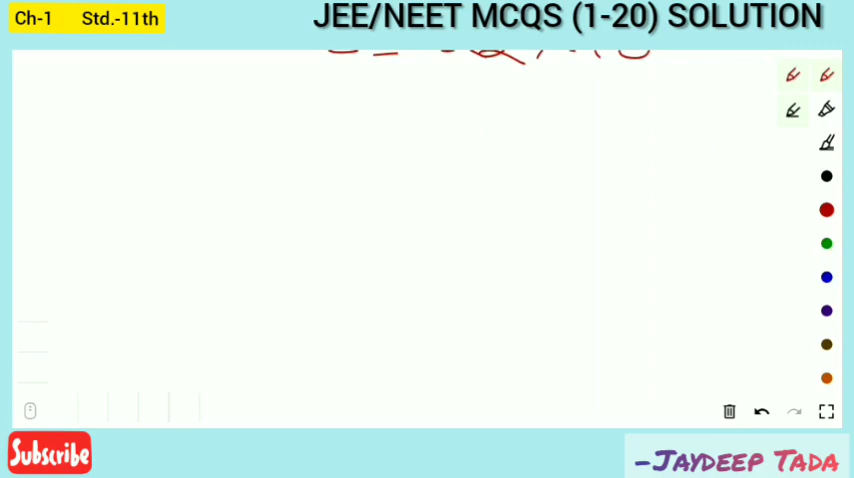 Ch-1 Std.-11th
JEE/NEET MCQS (1-20) SOLUTION
Subscribe
-JAYDEEP TADA